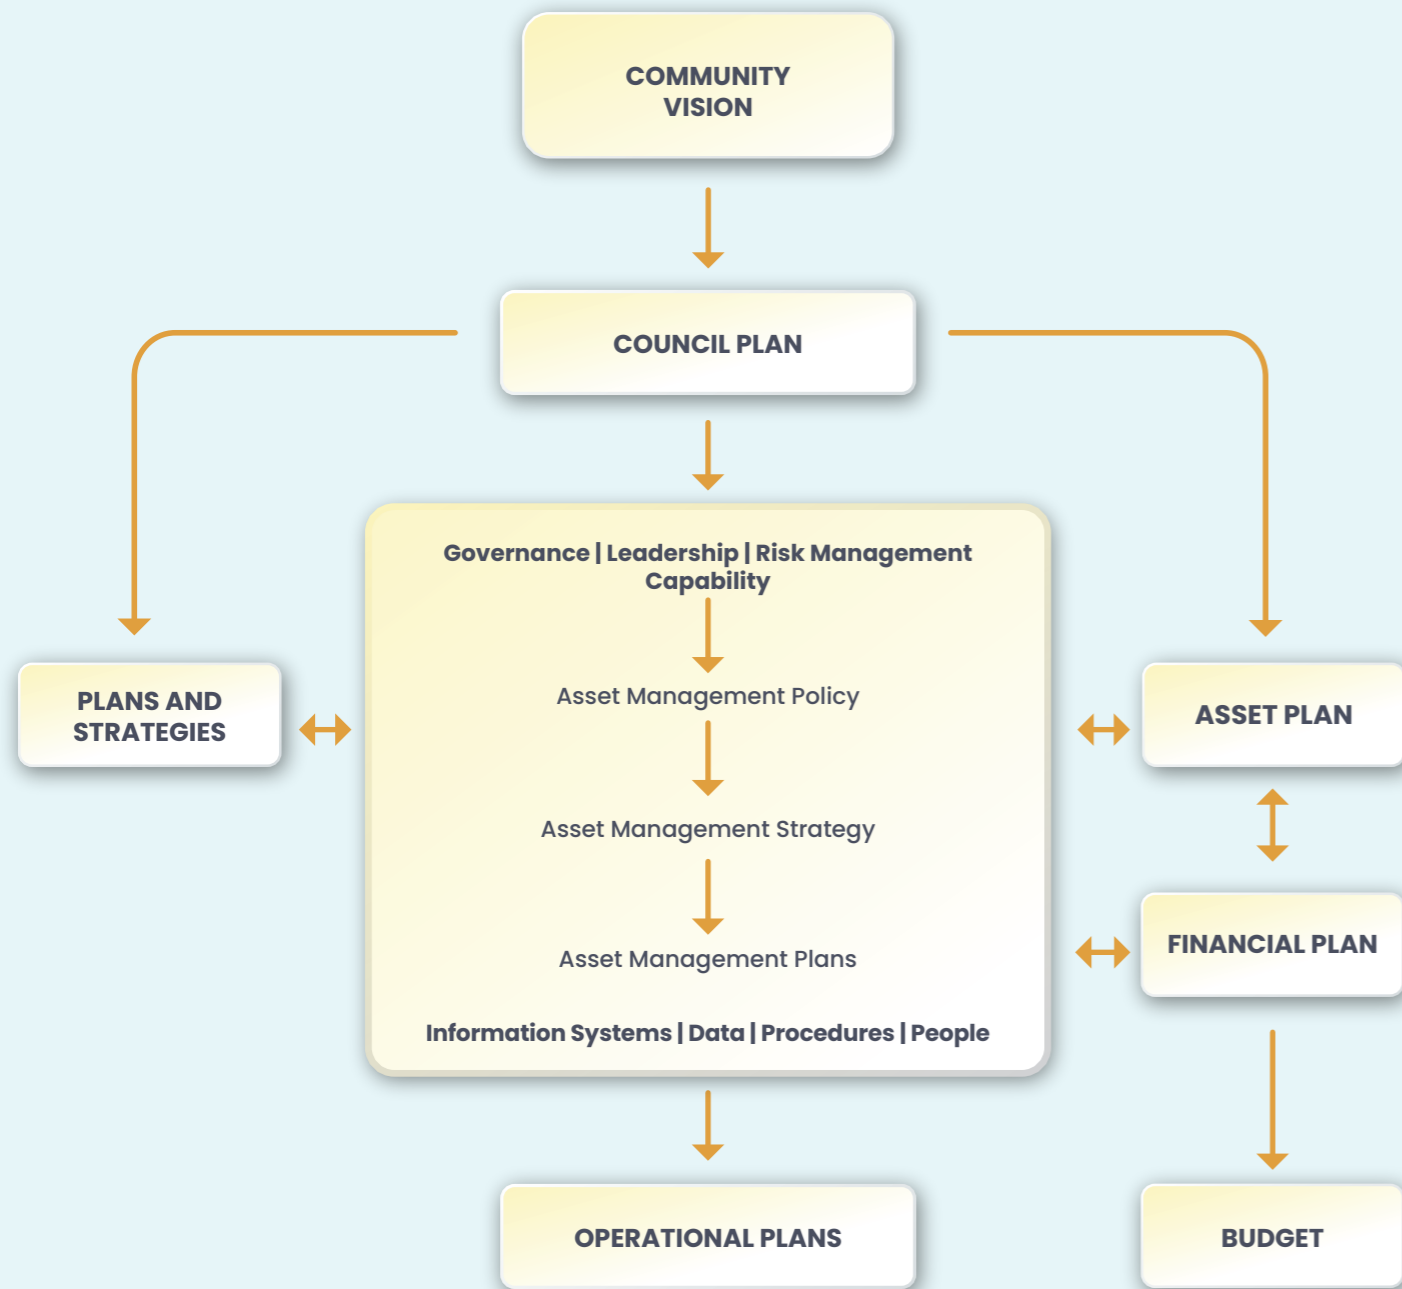 COMMUNITY
VISION
COUNCIL PLAN
Governance | Leadership | Risk Management
Capability
Asset Management Policy
PLANS AND
STRATEGIES
ASSET PLAN
Asset Management Strategy
Asset Management Plans
FINANCIAL PLAN
Information Systems | Data | Procedures | People
OPERATIONAL PLANS
BUDGET